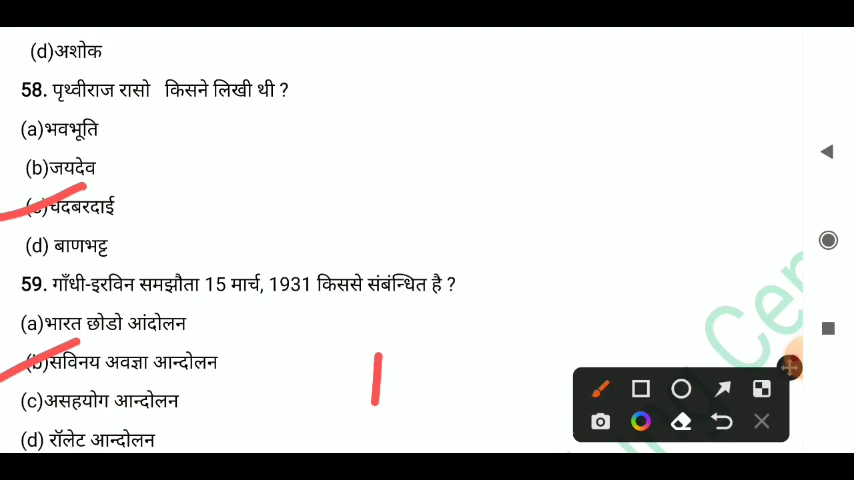 (d)अशोक
58. पृथ्वीराज रासो किसने लिखी थी ?
(a)भवभूति
(b)जयदेव
(c)चंदबरदाई
(d) बाणभट्ट
59. गाँधी-इरविन समझौता 15 मार्च, 1931 किससे संबंन्धित है ?
(a)भारत छोडो आंदोलन
(b)सविनय अवज्ञा आन्दोलन
(c)असहयोग आन्दोलन
(d) रॉलेट आन्दोलन